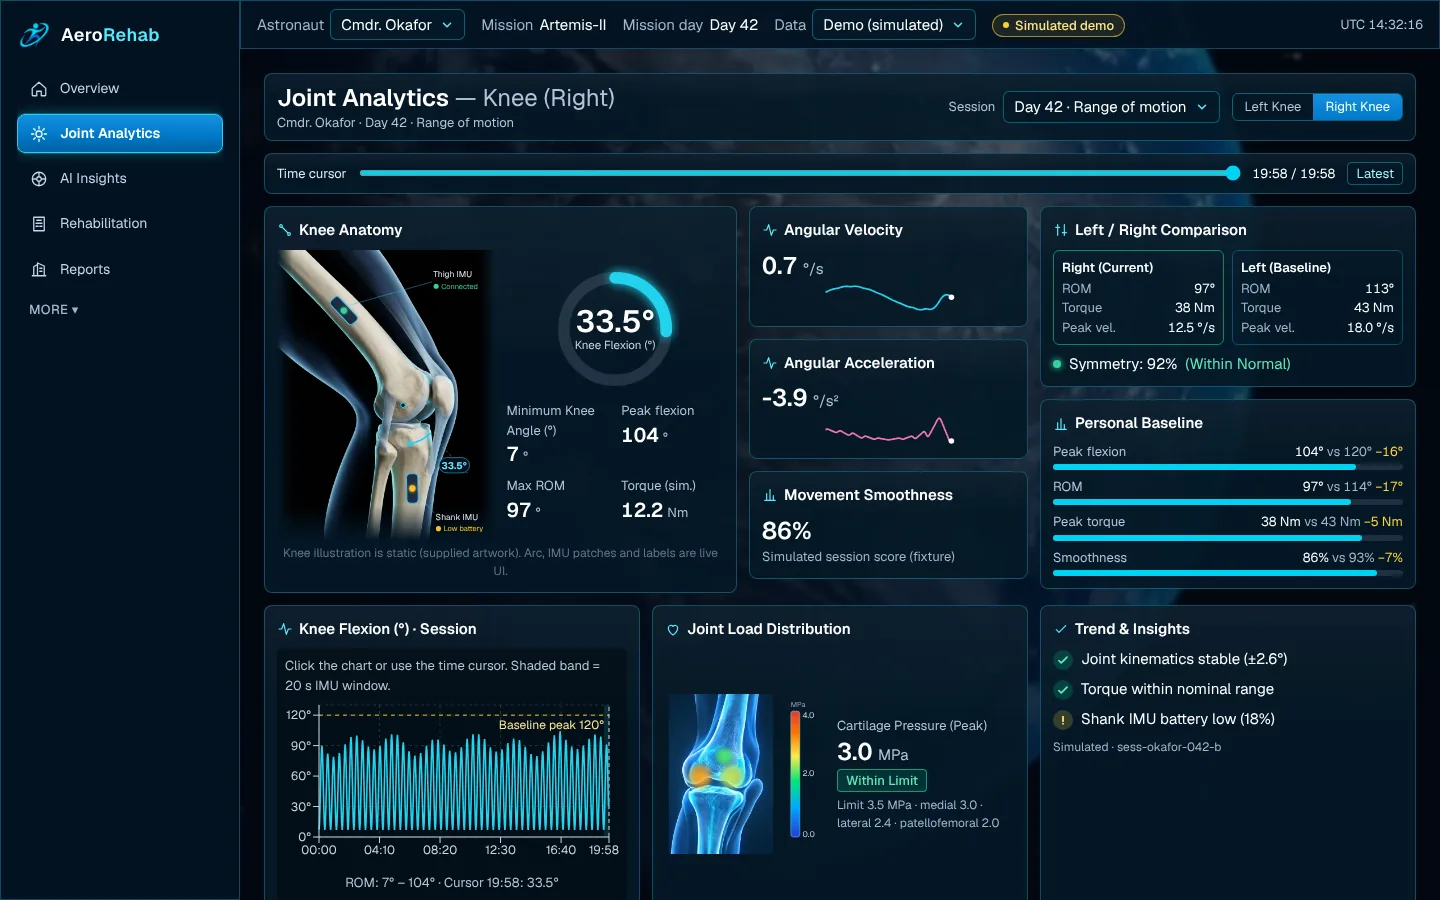 AeroRehab
Astronaut Cmdr. Okafor Mission Artemis-II Mission day Day 42 Data Demo (simulated) Simulated demo UTC 14:32:16
Overview
Joint Analytics
AI Insights
Rehabilitation
Reports
MORE ▾
Joint Analytics — Knee (Right)
Cmdr. Okafor · Day 42 · Range of motion
Session Day 42 · Range of motion Left Knee Right Knee
Time cursor 19:58 / 19:58 Latest
Knee Anatomy
Thigh IMU
Connected
33.5°
Shank IMU
Low battery
33.5°
Knee Flexion (°)
Minimum Knee
Angle (°)
7 °
Peak flexion
104 °
Max ROM
97 °
Torque (sim.)
12.2 Nm
Knee illustration is static (supplied artwork). Arc, IMU patches and labels are live
UI.
Angular Velocity
0.7 °/s
Angular Acceleration
-3.9 °/s²
Movement Smoothness
86%
Simulated session score (fixture)
Left / Right Comparison
Right (Current)
ROM 97°
Torque 38 Nm
Peak vel. 12.5 °/s
Left (Baseline)
ROM 113°
Torque 43 Nm
Peak vel. 18.0 °/s
Symmetry: 92% (Within Normal)
Personal Baseline
Peak flexion 104° vs 120° −16°
ROM 97° vs 114° −17°
Peak torque 38 Nm vs 43 Nm −5 Nm
Smoothness 86% vs 93% −7%
Knee Flexion (°) · Session
Click the chart or use the time cursor. Shaded band =
20 s IMU window.
120°
Baseline peak 120°
90°
60°
30°
0°
00:00 04:10 08:20 12:30 16:40 19:58
ROM: 7° – 104° · Cursor 19:58: 33.5°
Joint Load Distribution
MPa
4.0
2.0
0.0
Cartilage Pressure (Peak)
3.0 MPa
Within Limit
Limit 3.5 MPa · medial 3.0 ·
lateral 2.4 · patellofemoral 2.0
Trend & Insights
Joint kinematics stable (±2.6°)
Torque within nominal range
! Shank IMU battery low (18%)
Simulated · sess-okafor-042-b